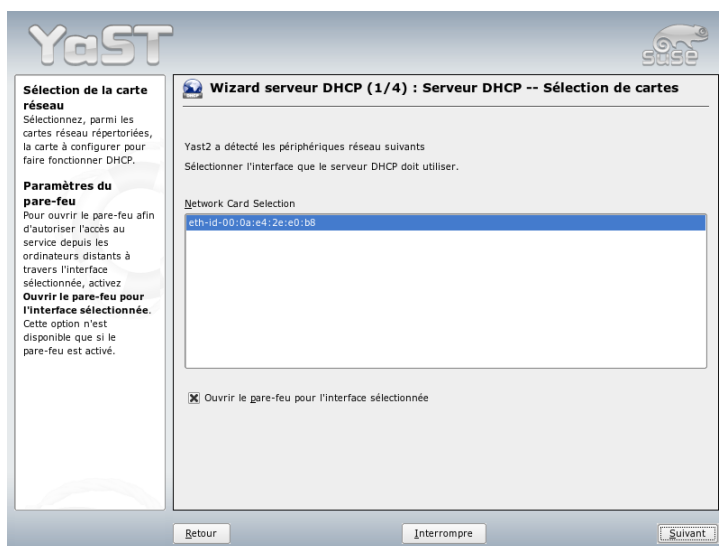 YaST
suse
Sélection de la carte
réseau
Sélectionnez, parmi les
cartes réseau répertoriées,
la carte à configurer pour
faire fonctionner DHCP.
Paramètres du
pare-feu
Pour ouvrir le pare-feu afin
d'autoriser l'accès au
service depuis les
ordinateurs distants à
travers l'interface
sélectionnée, activez
Ouvrir le pare-feu pour
l'interface sélectionnée.
Cette option n'est
disponible que si le
pare-feu est activé.
Wizard serveur DHCP (1/4) : Serveur DHCP -- Sélection de cartes
Yast2 a détecté les périphériques réseau suivants
Sélectionner l'interface que le serveur DHCP doit utiliser.
Network Card Selection
eth-id-00:0a:e4:2e:e0:b8
Ouvrir le pare-feu pour l'interface sélectionnée
Retour
Interrompre
Suivant